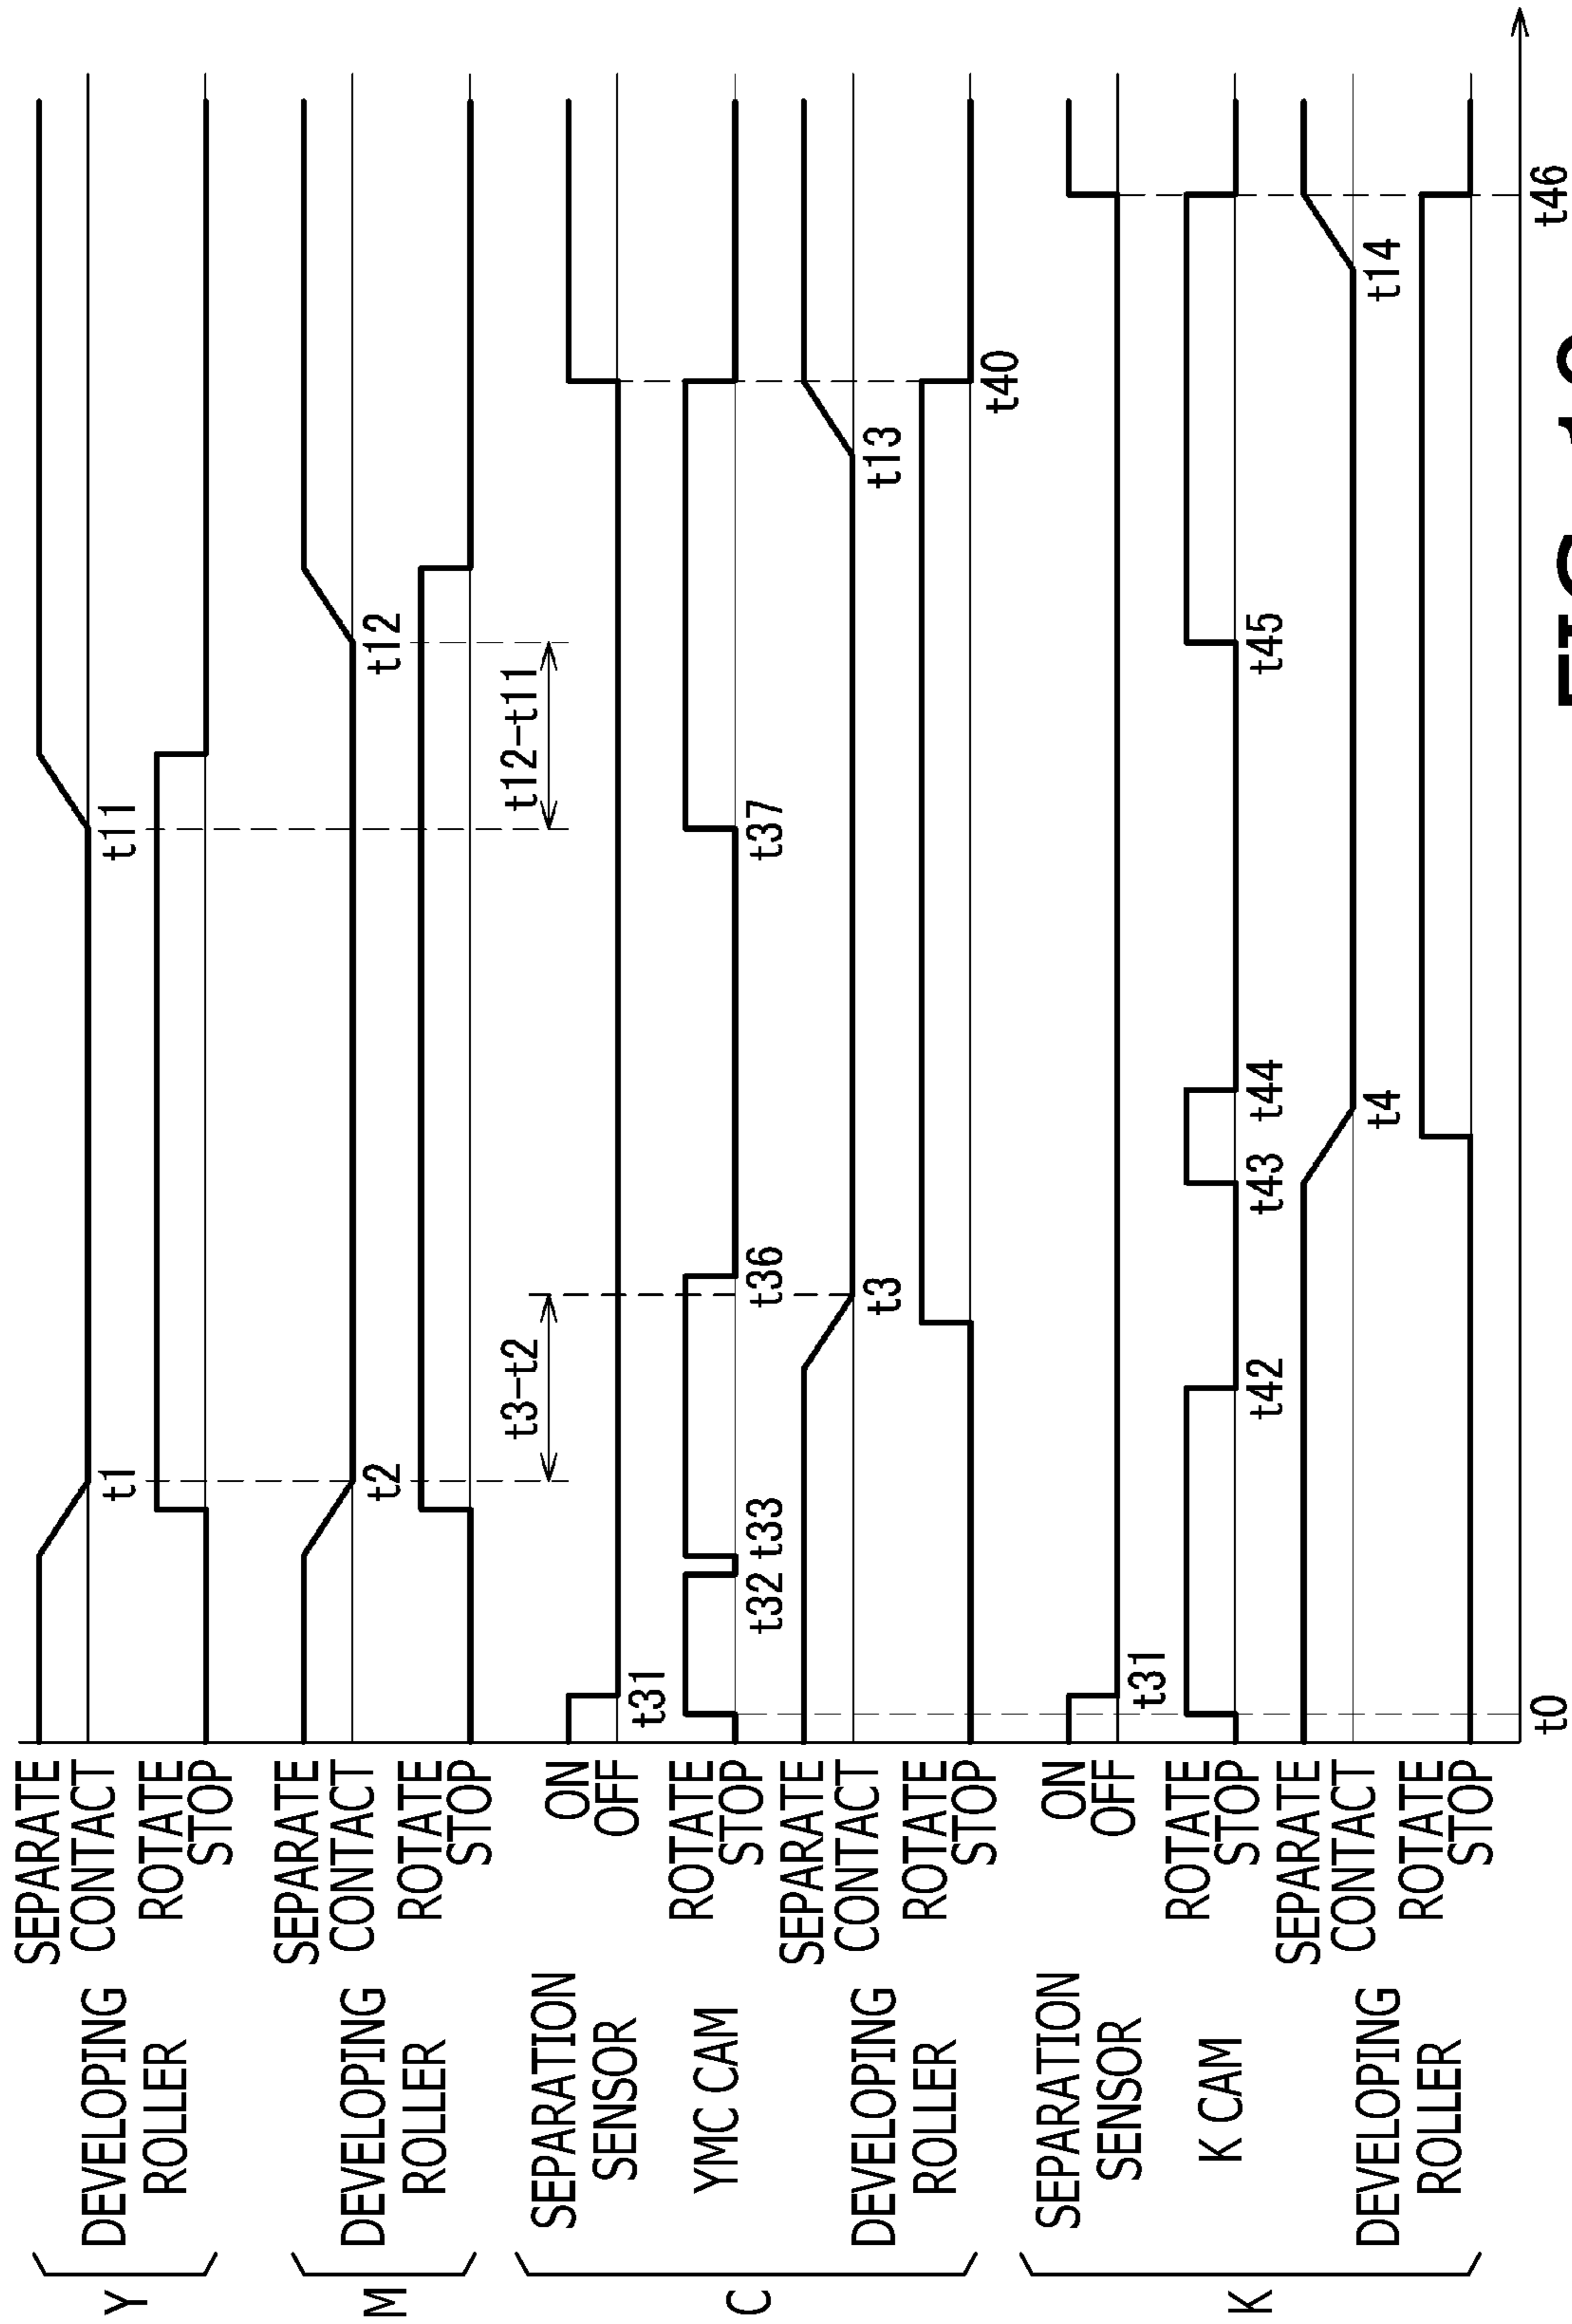 Y
DEVELOPING
ROLLER
SEPARATE
CONTACT
ROTATE
STOP
t1
t11
M
DEVELOPING
ROLLER
SEPARATE
CONTACT
ROTATE
STOP
t2
t12
t3-t2
t12-t11
C
SEPARATION
SENSOR
ON
OFF
t31
YMC CAM
ROTATE
STOP
t32
t33
t36
t37
DEVELOPING
ROLLER
SEPARATE
CONTACT
ROTATE
STOP
t3
t13
t40
K
SEPARATION
SENSOR
ON
OFF
t31
K CAM
ROTATE
STOP
t42
t43
t44
t45
DEVELOPING
ROLLER
SEPARATE
CONTACT
ROTATE
STOP
t4
t14
t0
t46